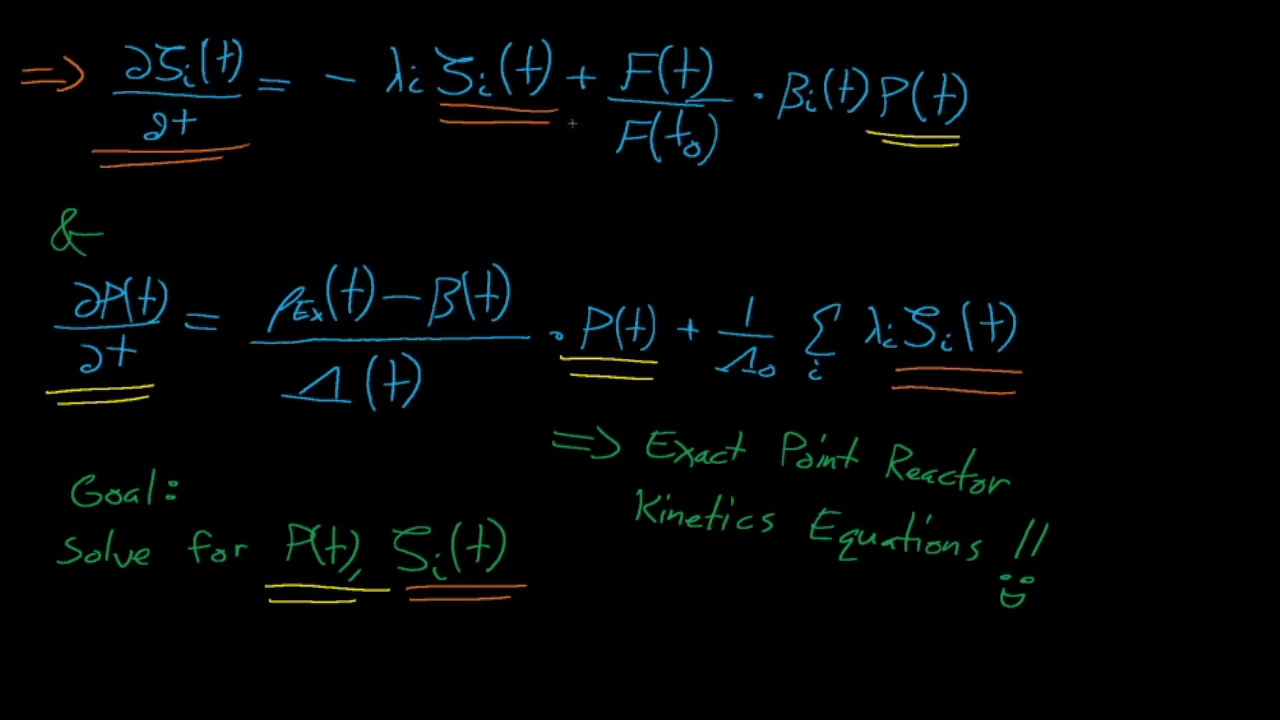 ⇒ ∂ζᵢ(t)/∂t = − λᵢ ζᵢ(t) + F(t)/F(t₀) · βᵢ(t) P(t)
&
∂P(t)/∂t = (ρEx(t) − β(t))/Λ(t) · P(t) + 1/Λ₀ Σᵢ λᵢ ζᵢ(t)
⇒ Exact Point Reactor
Kinetics Equations !!
Goal:
Solve for P(t), ζᵢ(t)